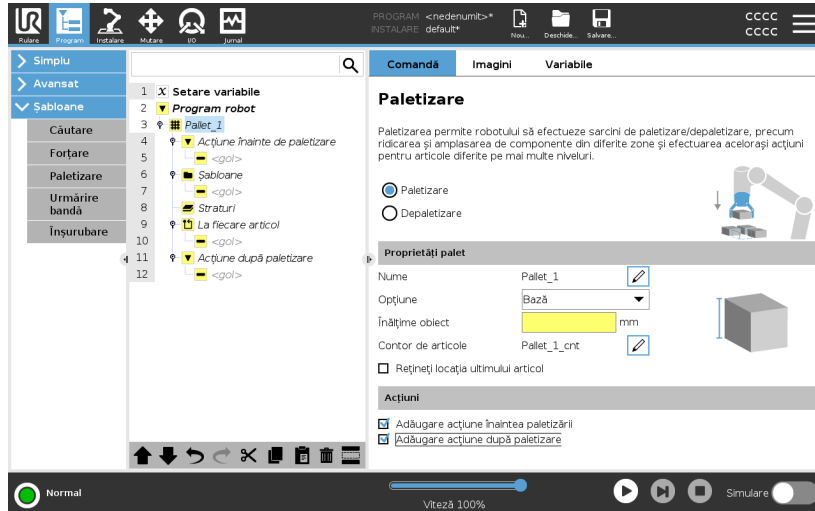 PROGRAM <nedenumit>*
INSTALARE default*
Rulare
Program
Instalare
Mutare
I/O
Jurnal
Nou...
Deschide...
Salvare...
cccc
cccc
Simplu
Avansat
Șabloane
Căutare
Forțare
Paletizare
Urmărire
bandă
Înșurubare
1 X Setare variabile
2 Program robot
3 Pallet_1
4 Acțiune înainte de paletizare
5 <gol>
6 Șabloane
7 <gol>
8 Straturi
9 La fiecare articol
10 <gol>
11 Acțiune după paletizare
12 <gol>
Comandă Imagini Variabile
Paletizare
Paletizarea permite robotului să efectueze sarcini de paletizare/depaletizare, precum
ridicarea și amplasarea de componente din diferite zone și efectuarea acelorași acțiuni
pentru articole diferite pe mai multe niveluri.
Paletizare
Depaletizare
Proprietăți palet
Nume Pallet_1
Opțiune Bază
Înălțime obiect mm
Contor de articole Pallet_1_cnt
Rețineți locația ultimului articol
Acțiuni
Adăugare acțiune înaintea paletizării
Adăugare acțiune după paletizare
Normal
Viteză 100%
Simulare